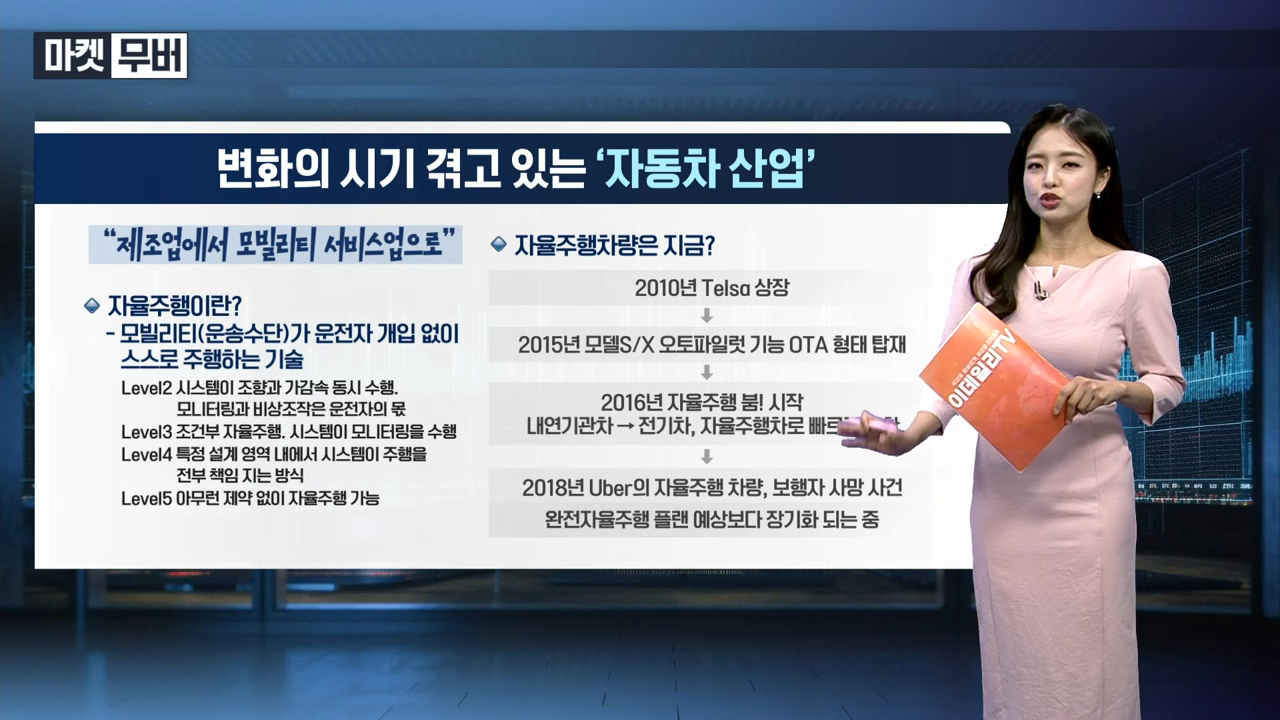 마켓 무버
변화의 시기 겪고 있는 ‘자동차 산업’
“제조업에서 모빌리티 서비스업으로”
자율주행이란?
- 모빌리티(운송수단)가 운전자 개입 없이
스스로 주행하는 기술
Level2 시스템이 조향과 가감속 동시 수행.
모니터링과 비상조작은 운전자의 몫
Level3 조건부 자율주행. 시스템이 모니터링을 수행
Level4 특정 설계 영역 내에서 시스템이 주행을
전부 책임 지는 방식
Level5 아무런 제약 없이 자율주행 가능
자율주행차량은 지금?
2010년 Telsa 상장
2015년 모델S/X 오토파일럿 기능 OTA 형태 탑재
2016년 자율주행 붐! 시작
내연기관차 → 전기차, 자율주행차로
2018년 Uber의 자율주행 차량, 보행자 사망 사건
완전자율주행 플랜 예상보다 장기화 되는 중
이데일리TV